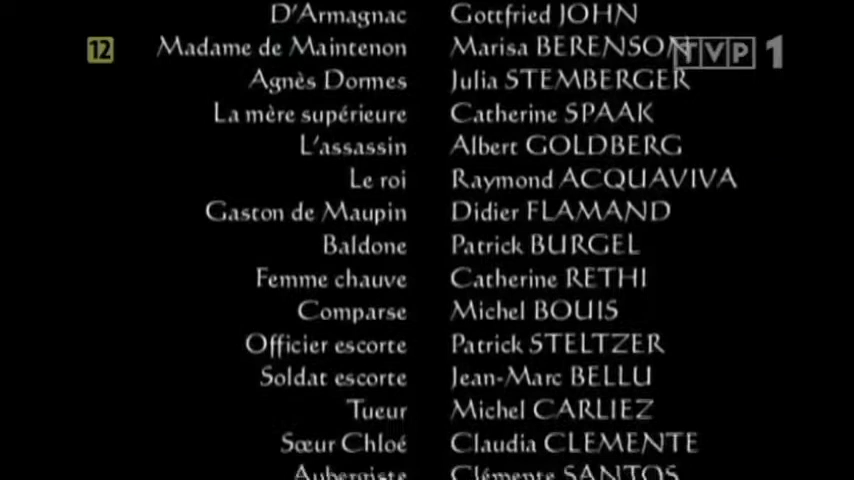 D'Armagnac Gottfried JOHN
12
Madame de Maintenon Marisa BERENSON
TVP 1
Agnès Dormes Julia STEMBERGER
La mère supérieure Catherine SPAAK
L'assassin Albert GOLDBERG
Le roi Raymond ACQUAVIVA
Gaston de Maupin Didier FLAMAND
Baldone Patrick BURGEL
Femme chauve Catherine RETHI
Comparse Michel BOUIS
Officier escorte Patrick STELTZER
Soldat escorte Jean-Marc BELLU
Tueur Michel CARLIEZ
Sœur Chloé Claudia CLEMENTE
Aubergiste Clémente SANTOS